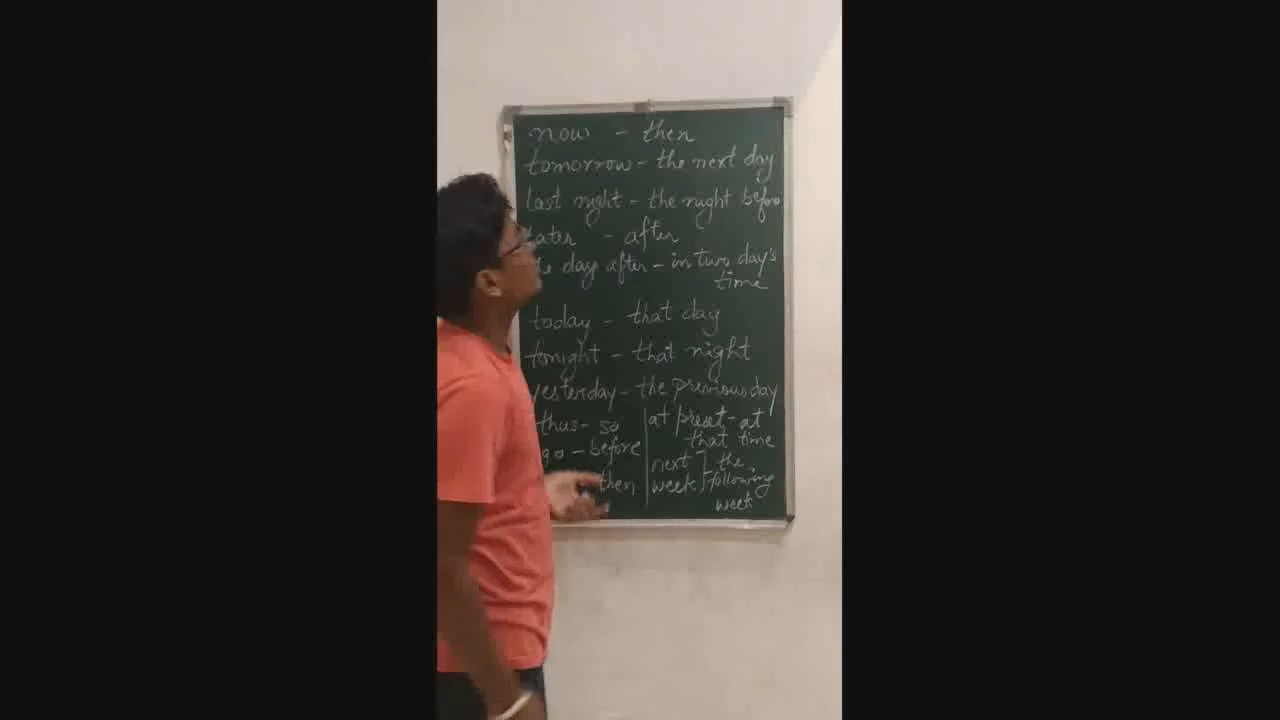 now - then
tomorrow - the next day
last night - the night before
later - after
day after - in two day's
time
today - that day
tonight - that night
yesterday - the previous day
thus - so
ago - before
then
at preset - at
that time
next
week
the
following
week